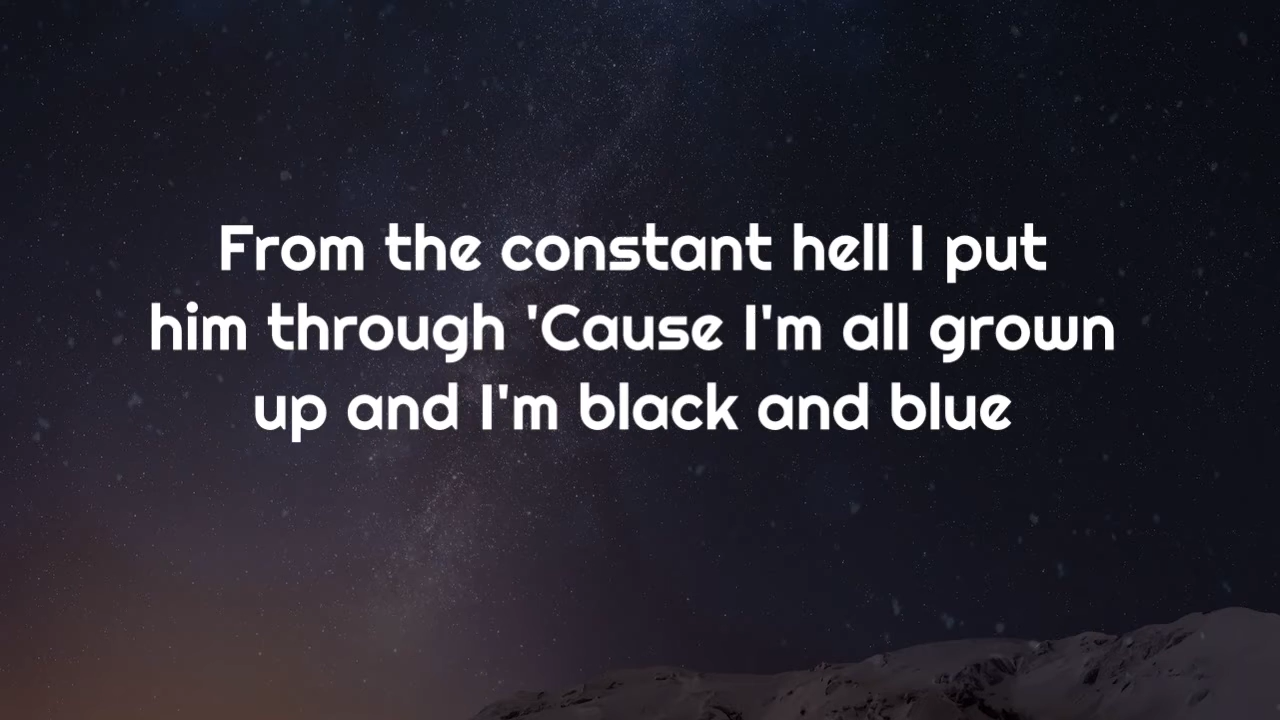 From the constant hell I put
him through 'Cause I'm all grown
up and I'm black and blue